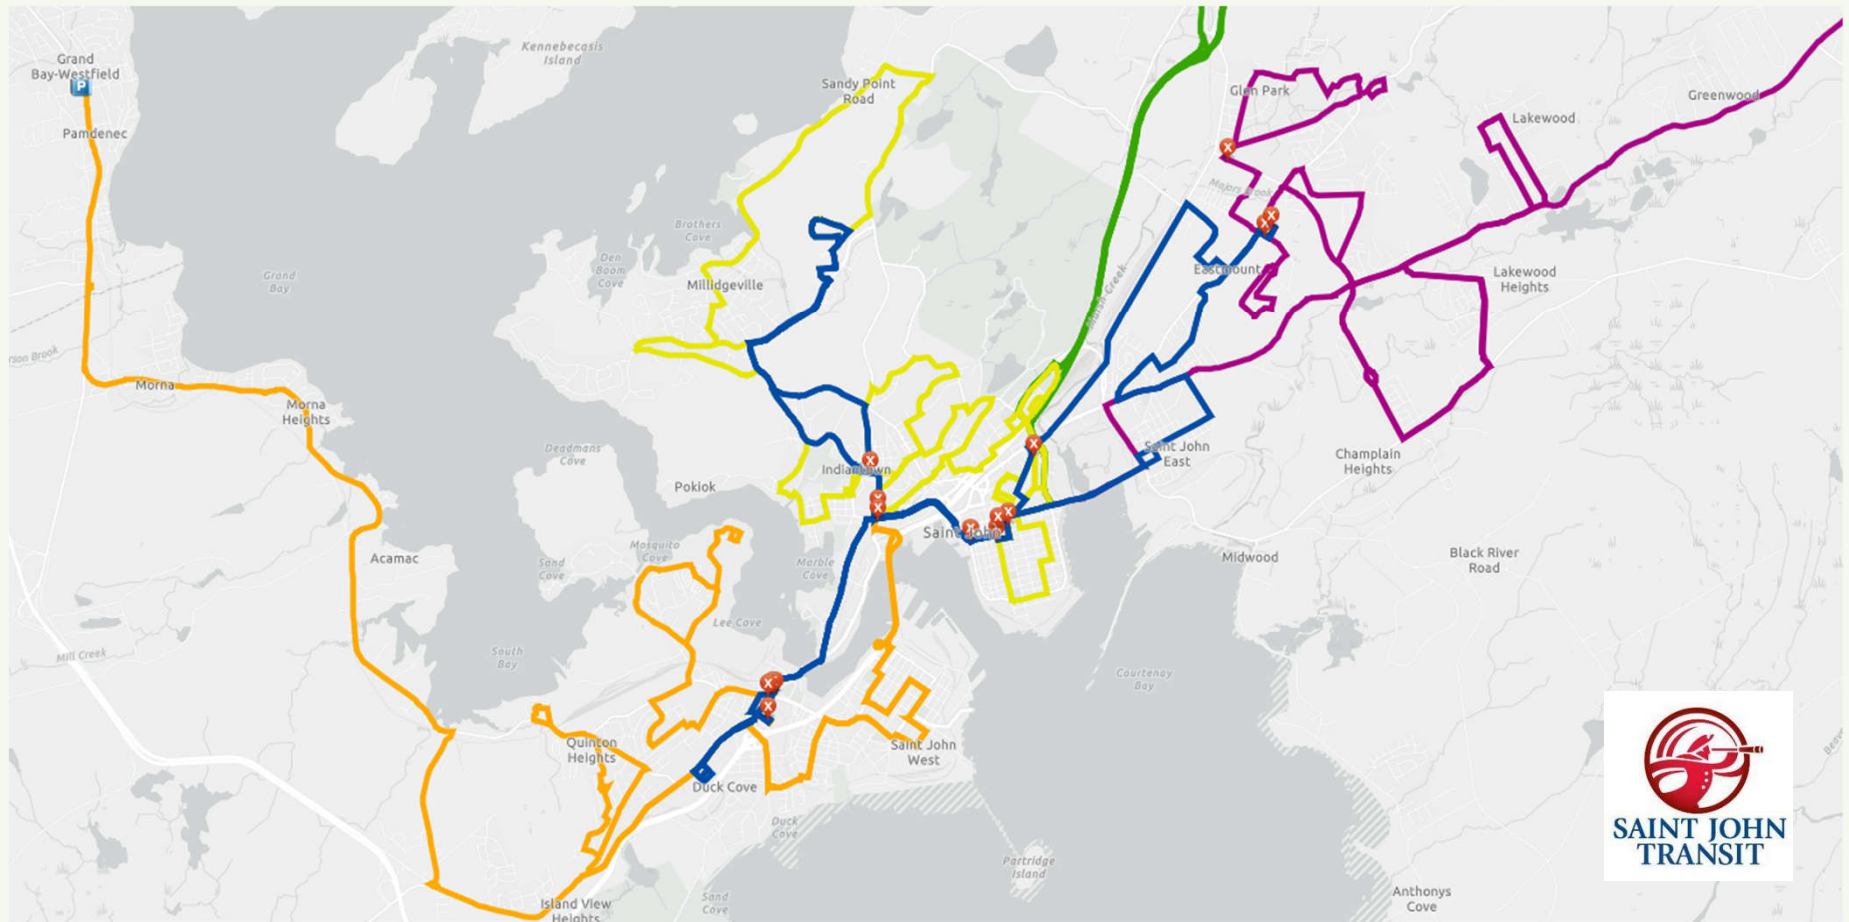 Kennebecasis
Island
Grand
Bay-Westfield
P
Sandy Point
Road
Glen Park
Greenwood
Lakewood
Pamdenec
X
Majors Brook
Brothers
Cove
X
X
Den
Boom
Cove
Grand
Bay
Millidgeville
Eastmount
Lakewood
Heights
Marsh Creek
Morna
Morna
Heights
Deadmans
Cove
X
Saint John
East
Champlain
Heights
X
Indiantown
Pokiok
X
X
X
X
X
Saint John
Acamac
Mosquito
Cove
Sand
Cove
Marble
Cove
Midwood
Black River
Road
Lee Cove
Mill Creek
South
Bay
Courtenay
Bay
X
X
Quinton
Heights
Saint John
West
Duck Cove
Duck
Cove
Partridge
Island
SAINT JOHN
TRANSIT
Island View
Heights
Sand
Cove
Anthonys
Cove